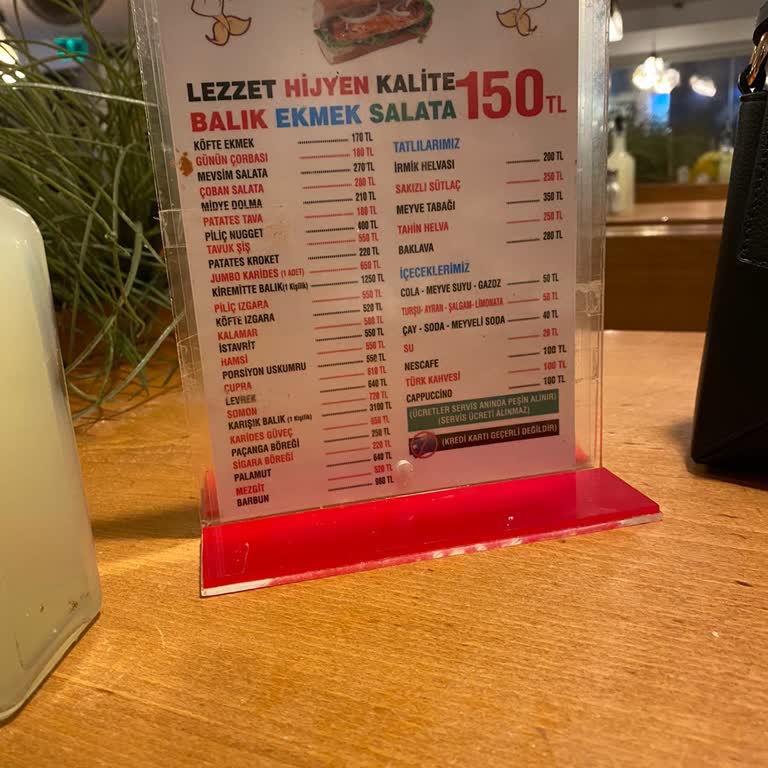 LEZZET HİJYEN KALİTE
BALIK EKMEK SALATA 150 TL
KÖFTE EKMEK 170 TL
GÜNÜN ÇORBASI 180 TL
MEVSİM SALATA 270 TL
ÇOBAN SALATA 280 TL
MİDYE DOLMA 210 TL
PATATES TAVA 180 TL
PİLİÇ NUGGET 400 TL
TAVUK ŞİŞ 550 TL
PATATES KROKET 220 TL
JUMBO KARİDES (1 ADET) 650 TL
KİREMİTTE BALIK(1 Kişilik) 1250 TL
PİLİÇ IZGARA 550 TL
KÖFTE IZGARA 520 TL
KALAMAR 580 TL
İSTAVRİT 550 TL
HAMSİ 550 TL
PORSİYON USKUMRU 550 TL
ÇUPRA 610 TL
LEVREK 640 TL
SOMON 720 TL
KARIŞIK BALIK (1 Kişilik) 3100 TL
KARİDES GÜVEÇ 650 TL
PAÇANGA BÖREĞİ 250 TL
SİGARA BÖREĞİ 220 TL
PALAMUT 640 TL
MEZGİT 520 TL
BARBUN 980 TL
TATLILARIMIZ
İRMİK HELVASI 200 TL
SAKIZLI SÜTLAÇ 250 TL
MEYVE TABAĞI 350 TL
TAHİN HELVA 250 TL
BAKLAVA 280 TL
İÇECEKLERİMİZ
COLA - MEYVE SUYU - GAZOZ 50 TL
TURŞU- AYRAN - ŞALGAM- LİMONATA 50 TL
ÇAY - SODA - MEYVELİ SODA 40 TL
SU 20 TL
NESCAFE 100 TL
TÜRK KAHVESİ 100 TL
CAPPUCCİNO 100 TL
(ÜCRETLER SERVİS ANINDA PEŞİN ALINIR)
(SERVİS ÜCRETİ ALINMAZ)
(KREDİ KARTI GEÇERLİ DEĞİLDİR)